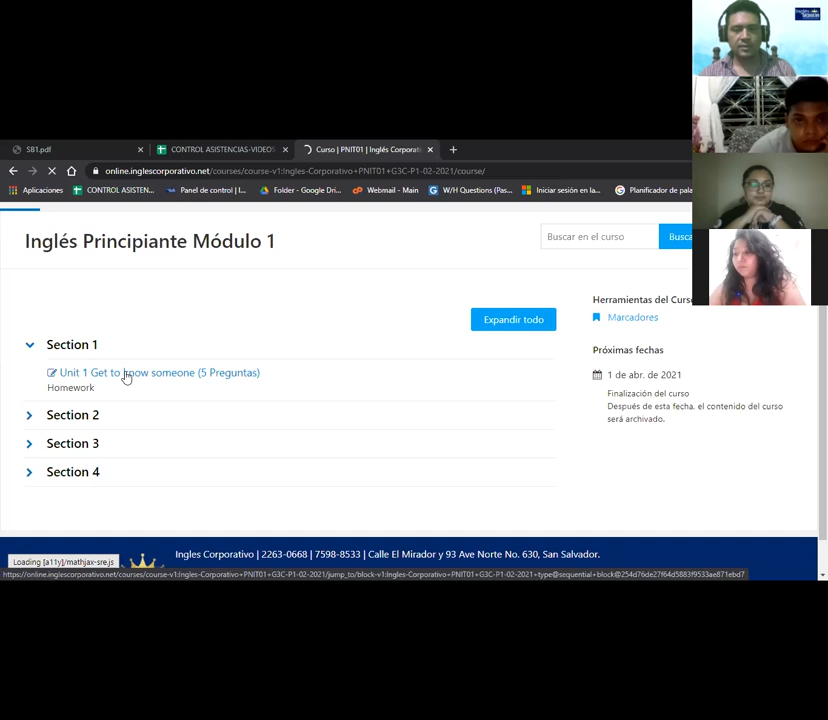 SB1.pdf
CONTROL ASISTENCIAS-VIDEOS
Curso | PNIT01 | Inglés Corporati
online.inglescorporativo.net/courses/course-v1:Ingles-Corporativo+PNIT01+G3C-P1-02-2021/course/
Aplicaciones
CONTROL ASISTEN...
Panel de control | I...
Folder - Google Dri...
Webmail - Main
W/H Questions (Pas...
Iniciar sesión en la...
Planificador de pala
Inglés Principiante Módulo 1
Buscar en el curso
Busca
Expandir todo
Herramientas del Curs
Marcadores
Section 1
Unit 1 Get to know someone (5 Preguntas)
Homework
Section 2
Section 3
Section 4
Próximas fechas
1 de abr. de 2021
Finalización del curso
Después de esta fecha, el contenido del curso
será archivado.
Ingles Corporativo | 2263-0668 | 7598-8533 | Calle El Mirador y 93 Ave Norte No. 630, San Salvador.
Loading [a11y]/mathjax-sre.js